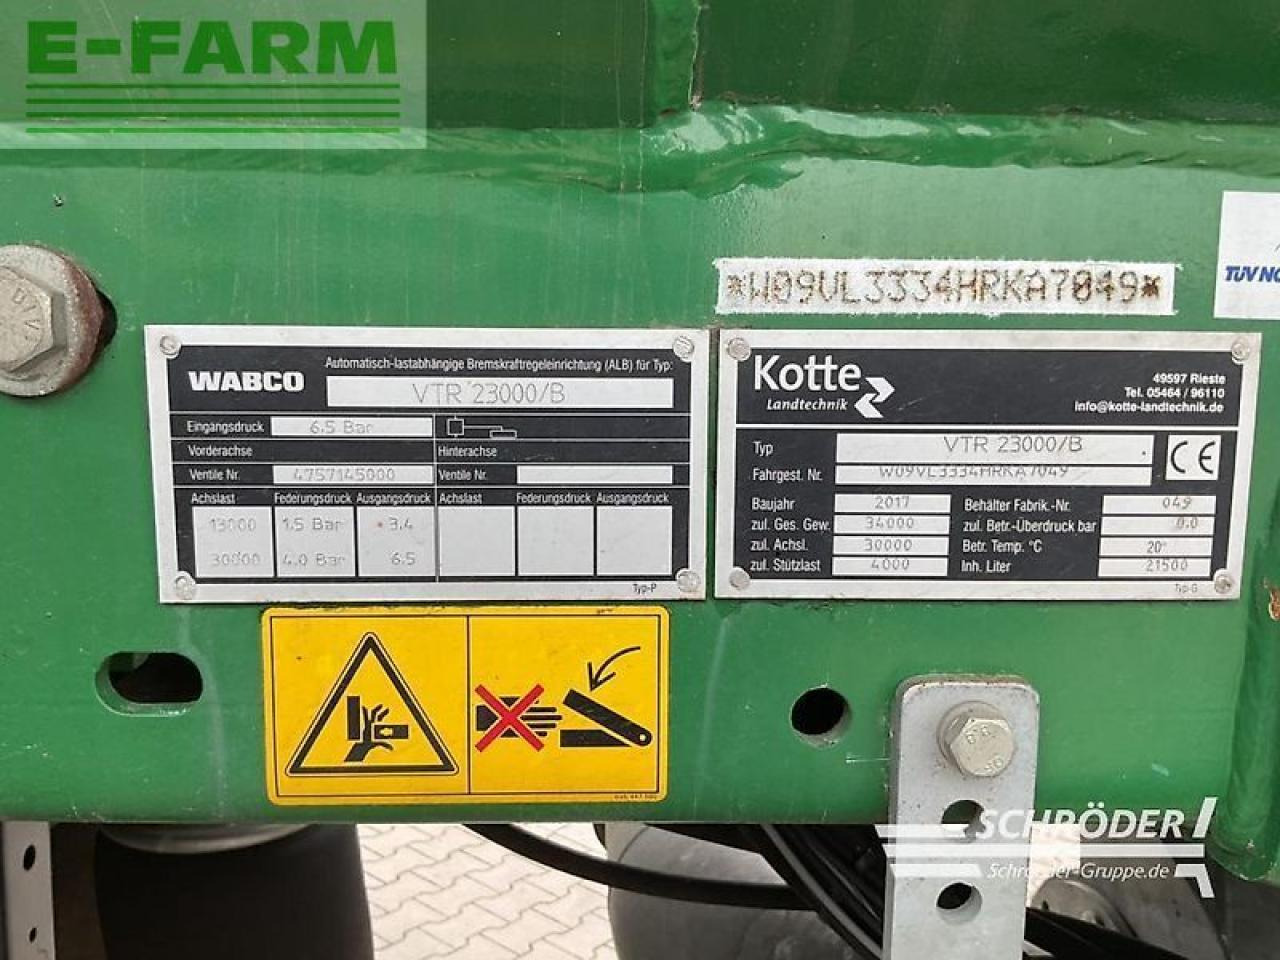 E-FARM
*W09VL3334HRKA7049*
TÜV NO
WABCO
Automatisch-lastabhängige Bremskraftregeleinrichtung (ALB) für Typ:
VTR 23000/B
Eingangsdruck 6.5 Bar
Vorderachse Hinterachse
Ventile Nr. 4757145000 Ventile Nr.
Achslast Federungsdruck Ausgangsdruck Achslast Federungsdruck Ausgangsdruck
13000 1.5 Bar 3.4
30000 4.0 Bar 6.5
Typ-P
Kotte
Landtechnik
49597 Rieste
Tel. 05464 / 96110
info@kotte-landtechnik.de
Typ VTR 23000/B
Fahrgest. Nr. W09VL3334HRKA7049
CE
Baujahr 2017 Behälter Fabrik.-Nr. 049
zul. Ges. Gew. 34000 zul. Betr.-Überdruck bar 0.0
zul. Achsl. 30000 Betr. Temp. °C 20°
zul. Stützlast 4000 Inh. Liter 21500
Typ-G
SCHRÖDER
Schröder-Gruppe.de